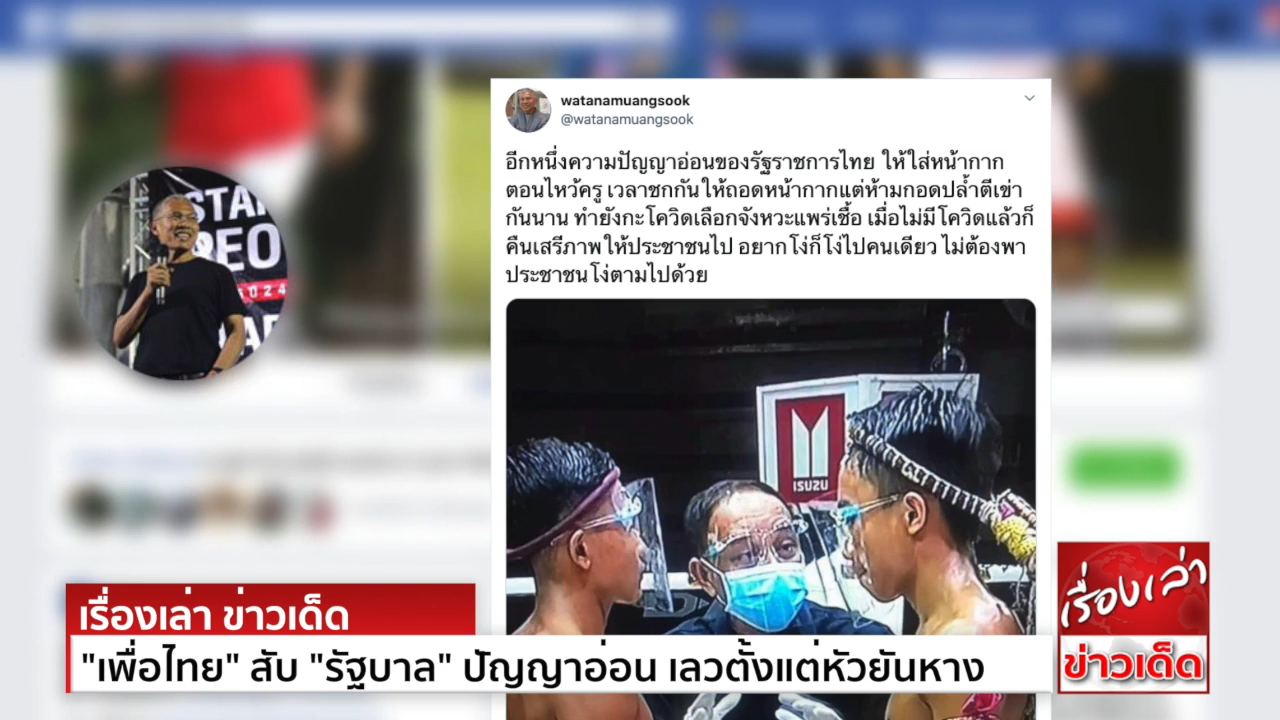 watanamuangsook
@watanamuangsook
อีกหนึ่งความปัญญาอ่อนของรัฐราชการไทย ให้ใส่หน้ากาก
ตอนไหว้ครู เวลาชกกันให้ถอดหน้ากากแต่ห้ามกอดปล้ำตีเข่า
กันนาน ทำยังกะโควิดเลือกจังหวะแพร่เชื้อ เมื่อไม่มีโควิดแล้วก็
คืนเสรีภาพให้ประชาชนไป อยากโง่ก็โง่ไปคนเดียว ไม่ต้องพา
ประชาชนโง่ตามไปด้วย
ISUZU
เรื่องเล่า ข่าวเด็ด
"เพื่อไทย" สับ "รัฐบาล" ปัญญาอ่อน เลวตั้งแต่หัวยันหาง
เรื่องเล่า
ข่าวเด็ด